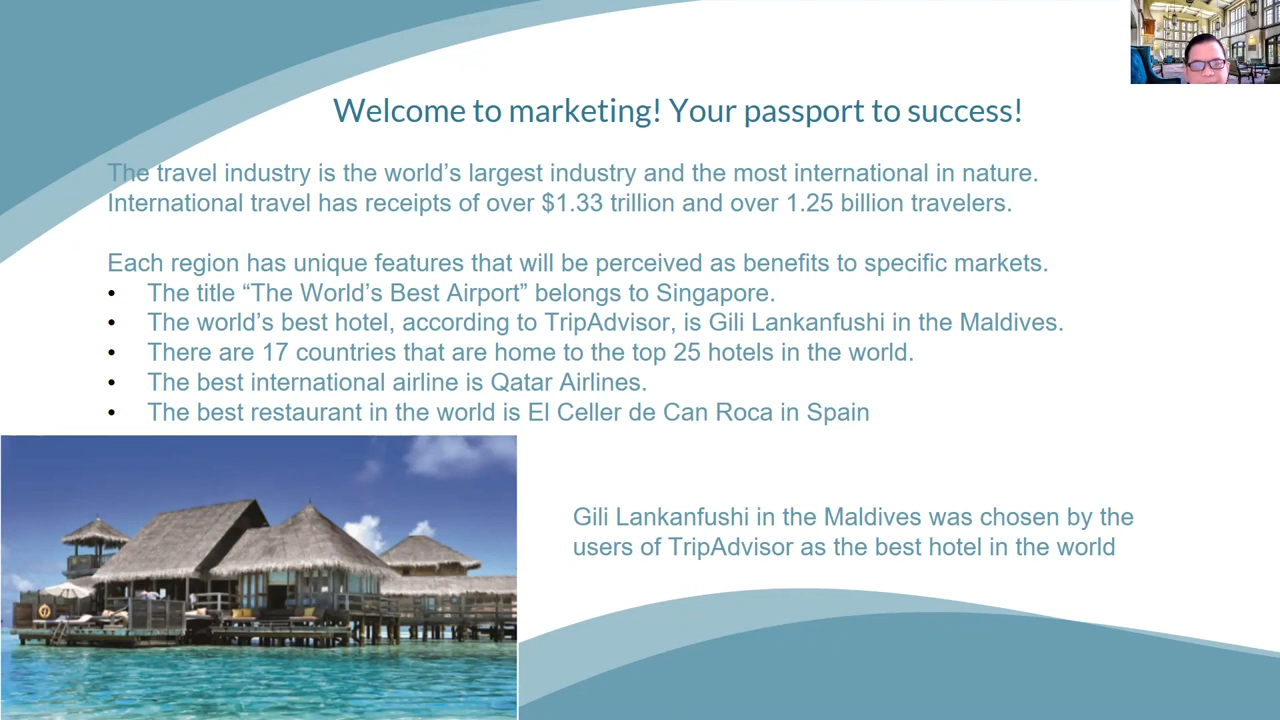 Welcome to marketing! Your passport to success!
The travel industry is the world’s largest industry and the most international in nature.
International travel has receipts of over $1.33 trillion and over 1.25 billion travelers.
Each region has unique features that will be perceived as benefits to specific markets.
• The title “The World’s Best Airport” belongs to Singapore.
• The world’s best hotel, according to TripAdvisor, is Gili Lankanfushi in the Maldives.
• There are 17 countries that are home to the top 25 hotels in the world.
• The best international airline is Qatar Airlines.
• The best restaurant in the world is El Celler de Can Roca in Spain
Gili Lankanfushi in the Maldives was chosen by the
users of TripAdvisor as the best hotel in the world